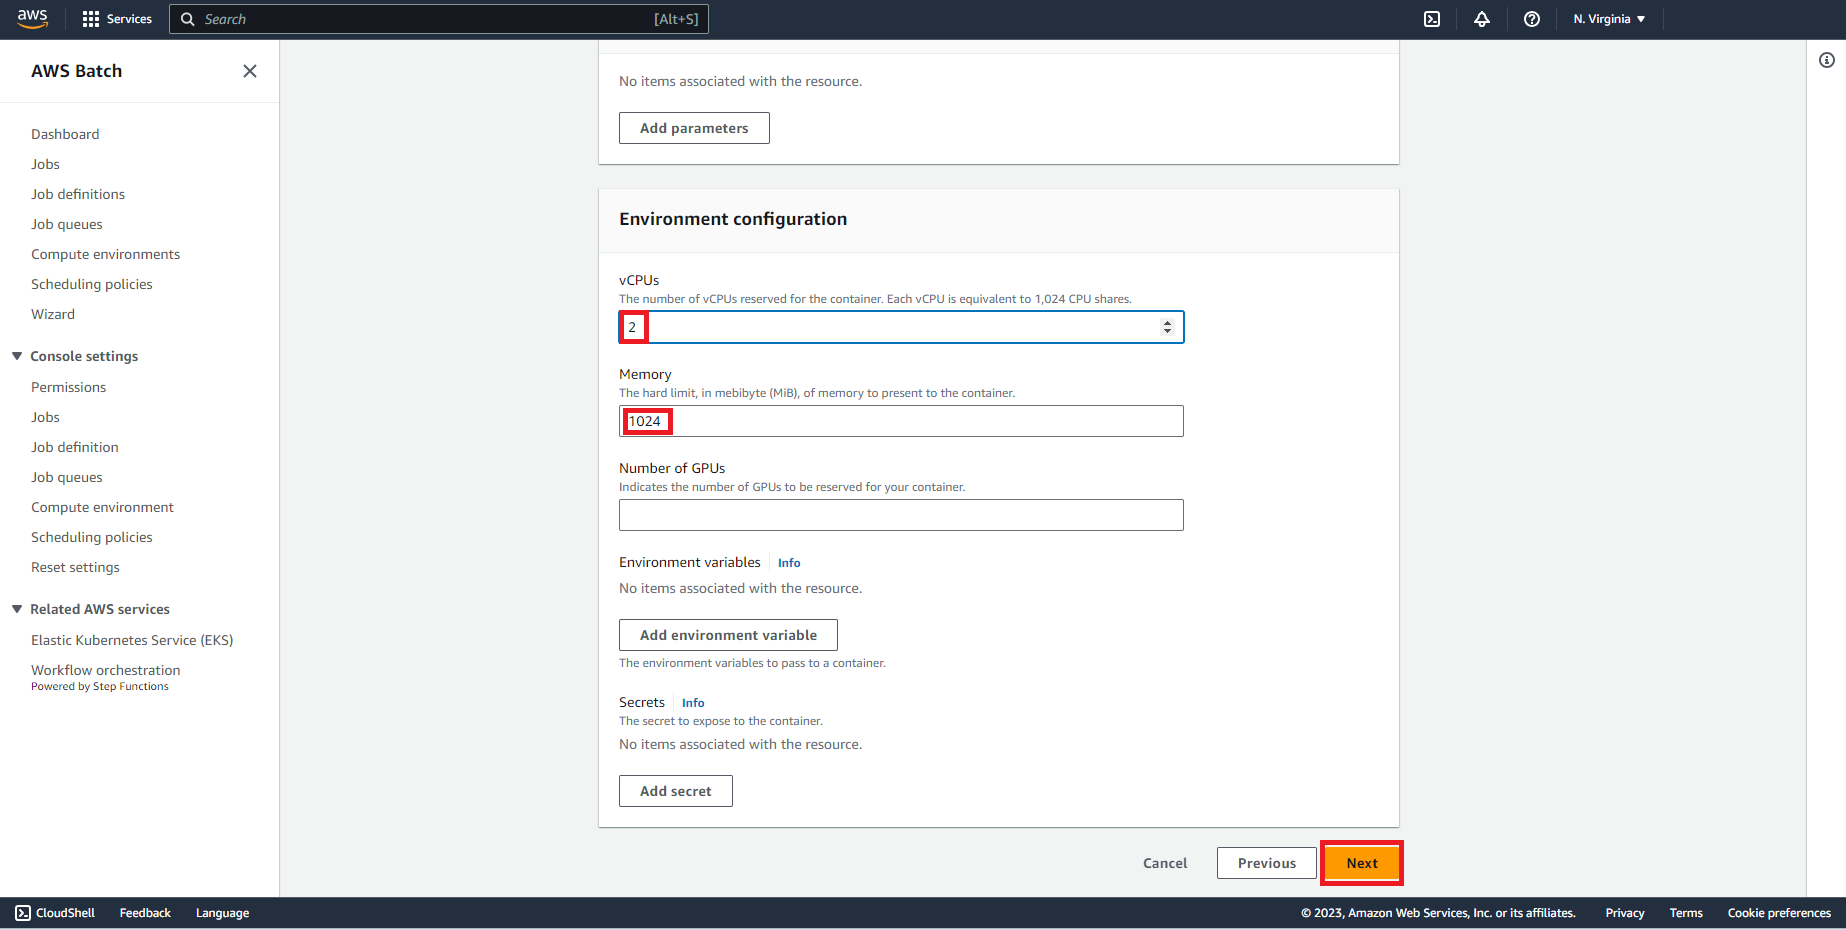 aws
Services
Search
[Alt+S]
N. Virginia
AWS Batch
Dashboard
Jobs
Job definitions
Job queues
Compute environments
Scheduling policies
Wizard
Console settings
Permissions
Jobs
Job definition
Job queues
Compute environment
Scheduling policies
Reset settings
Related AWS services
Elastic Kubernetes Service (EKS)
Workflow orchestration
Powered by Step Functions
No items associated with the resource.
Add parameters
Environment configuration
vCPUs
The number of vCPUs reserved for the container. Each vCPU is equivalent to 1,024 CPU shares.
2
Memory
The hard limit, in mebibyte (MiB), of memory to present to the container.
1024
Number of GPUs
Indicates the number of GPUs to be reserved for your container.
Environment variables Info
No items associated with the resource.
Add environment variable
The environment variables to pass to a container.
Secrets Info
The secret to expose to the container.
No items associated with the resource.
Add secret
Cancel
Previous
Next
CloudShell
Feedback
Language
© 2023, Amazon Web Services, Inc. or its affiliates.
Privacy
Terms
Cookie preferences